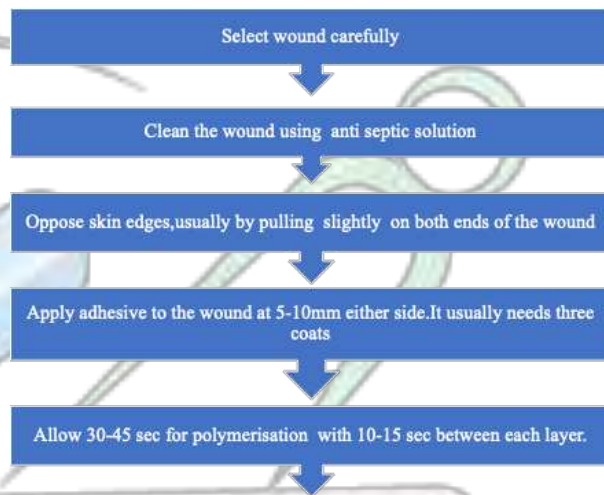 Select wound carefully
Clean the wound using anti septic solution
Oppose skin edges,usually by pulling slightly on both ends of the wound
Apply adhesive to the wound at 5-10mm either side.It usually needs three
coats
Allow 30-45 sec for polymerisation with 10-15 sec between each layer.